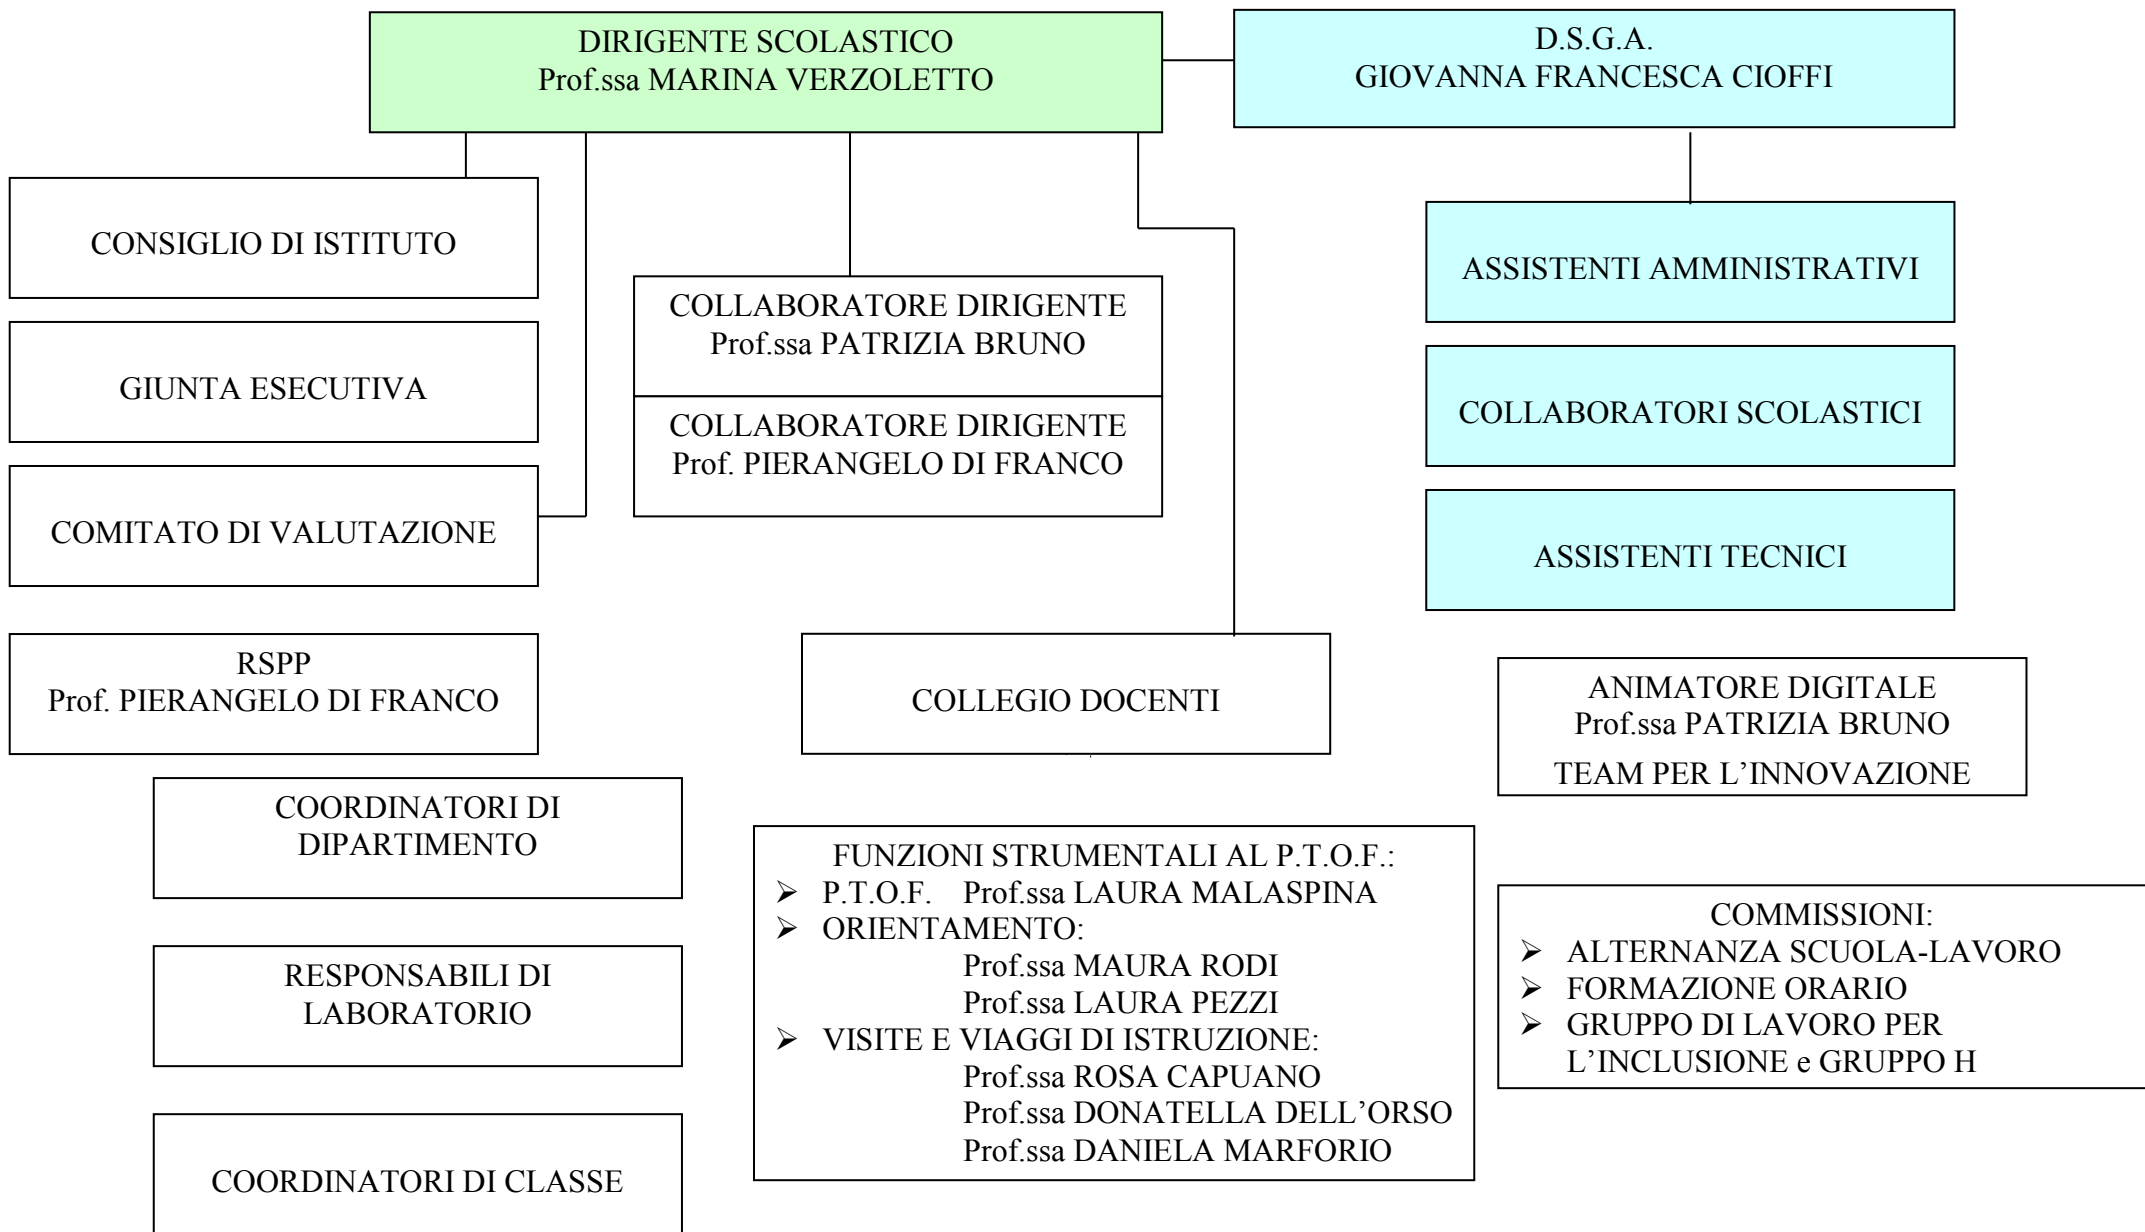 DIRIGENTE SCOLASTICO
Prof.ssa MARINA VERZOLETTO
D.S.G.A.
GIOVANNA FRANCESCA CIOFFI
CONSIGLIO DI ISTITUTO
GIUNTA ESECUTIVA
COMITATO DI VALUTAZIONE
COLLABORATORE DIRIGENTE
Prof.ssa PATRIZIA BRUNO
COLLABORATORE DIRIGENTE
Prof. PIERANGELO DI FRANCO
ASSISTENTI AMMINISTRATIVI
COLLABORATORI SCOLASTICI
ASSISTENTI TECNICI
RSPP
Prof. PIERANGELO DI FRANCO
COLLEGIO DOCENTI
ANIMATORE DIGITALE
Prof.ssa PATRIZIA BRUNO
TEAM PER L’INNOVAZIONE
COORDINATORI DI
DIPARTIMENTO
RESPONSABILI DI
LABORATORIO
COORDINATORI DI CLASSE
FUNZIONI STRUMENTALI AL P.T.O.F.:
➢ P.T.O.F. Prof.ssa LAURA MALASPINA
➢ ORIENTAMENTO:
Prof.ssa MAURA RODI
Prof.ssa LAURA PEZZI
➢ VISITE E VIAGGI DI ISTRUZIONE:
Prof.ssa ROSA CAPUANO
Prof.ssa DONATELLA DELL’ORSO
Prof.ssa DANIELA MARFORIO
COMMISSIONI:
➢ ALTERNANZA SCUOLA-LAVORO
➢ FORMAZIONE ORARIO
➢ GRUPPO DI LAVORO PER
L’INCLUSIONE e GRUPPO H